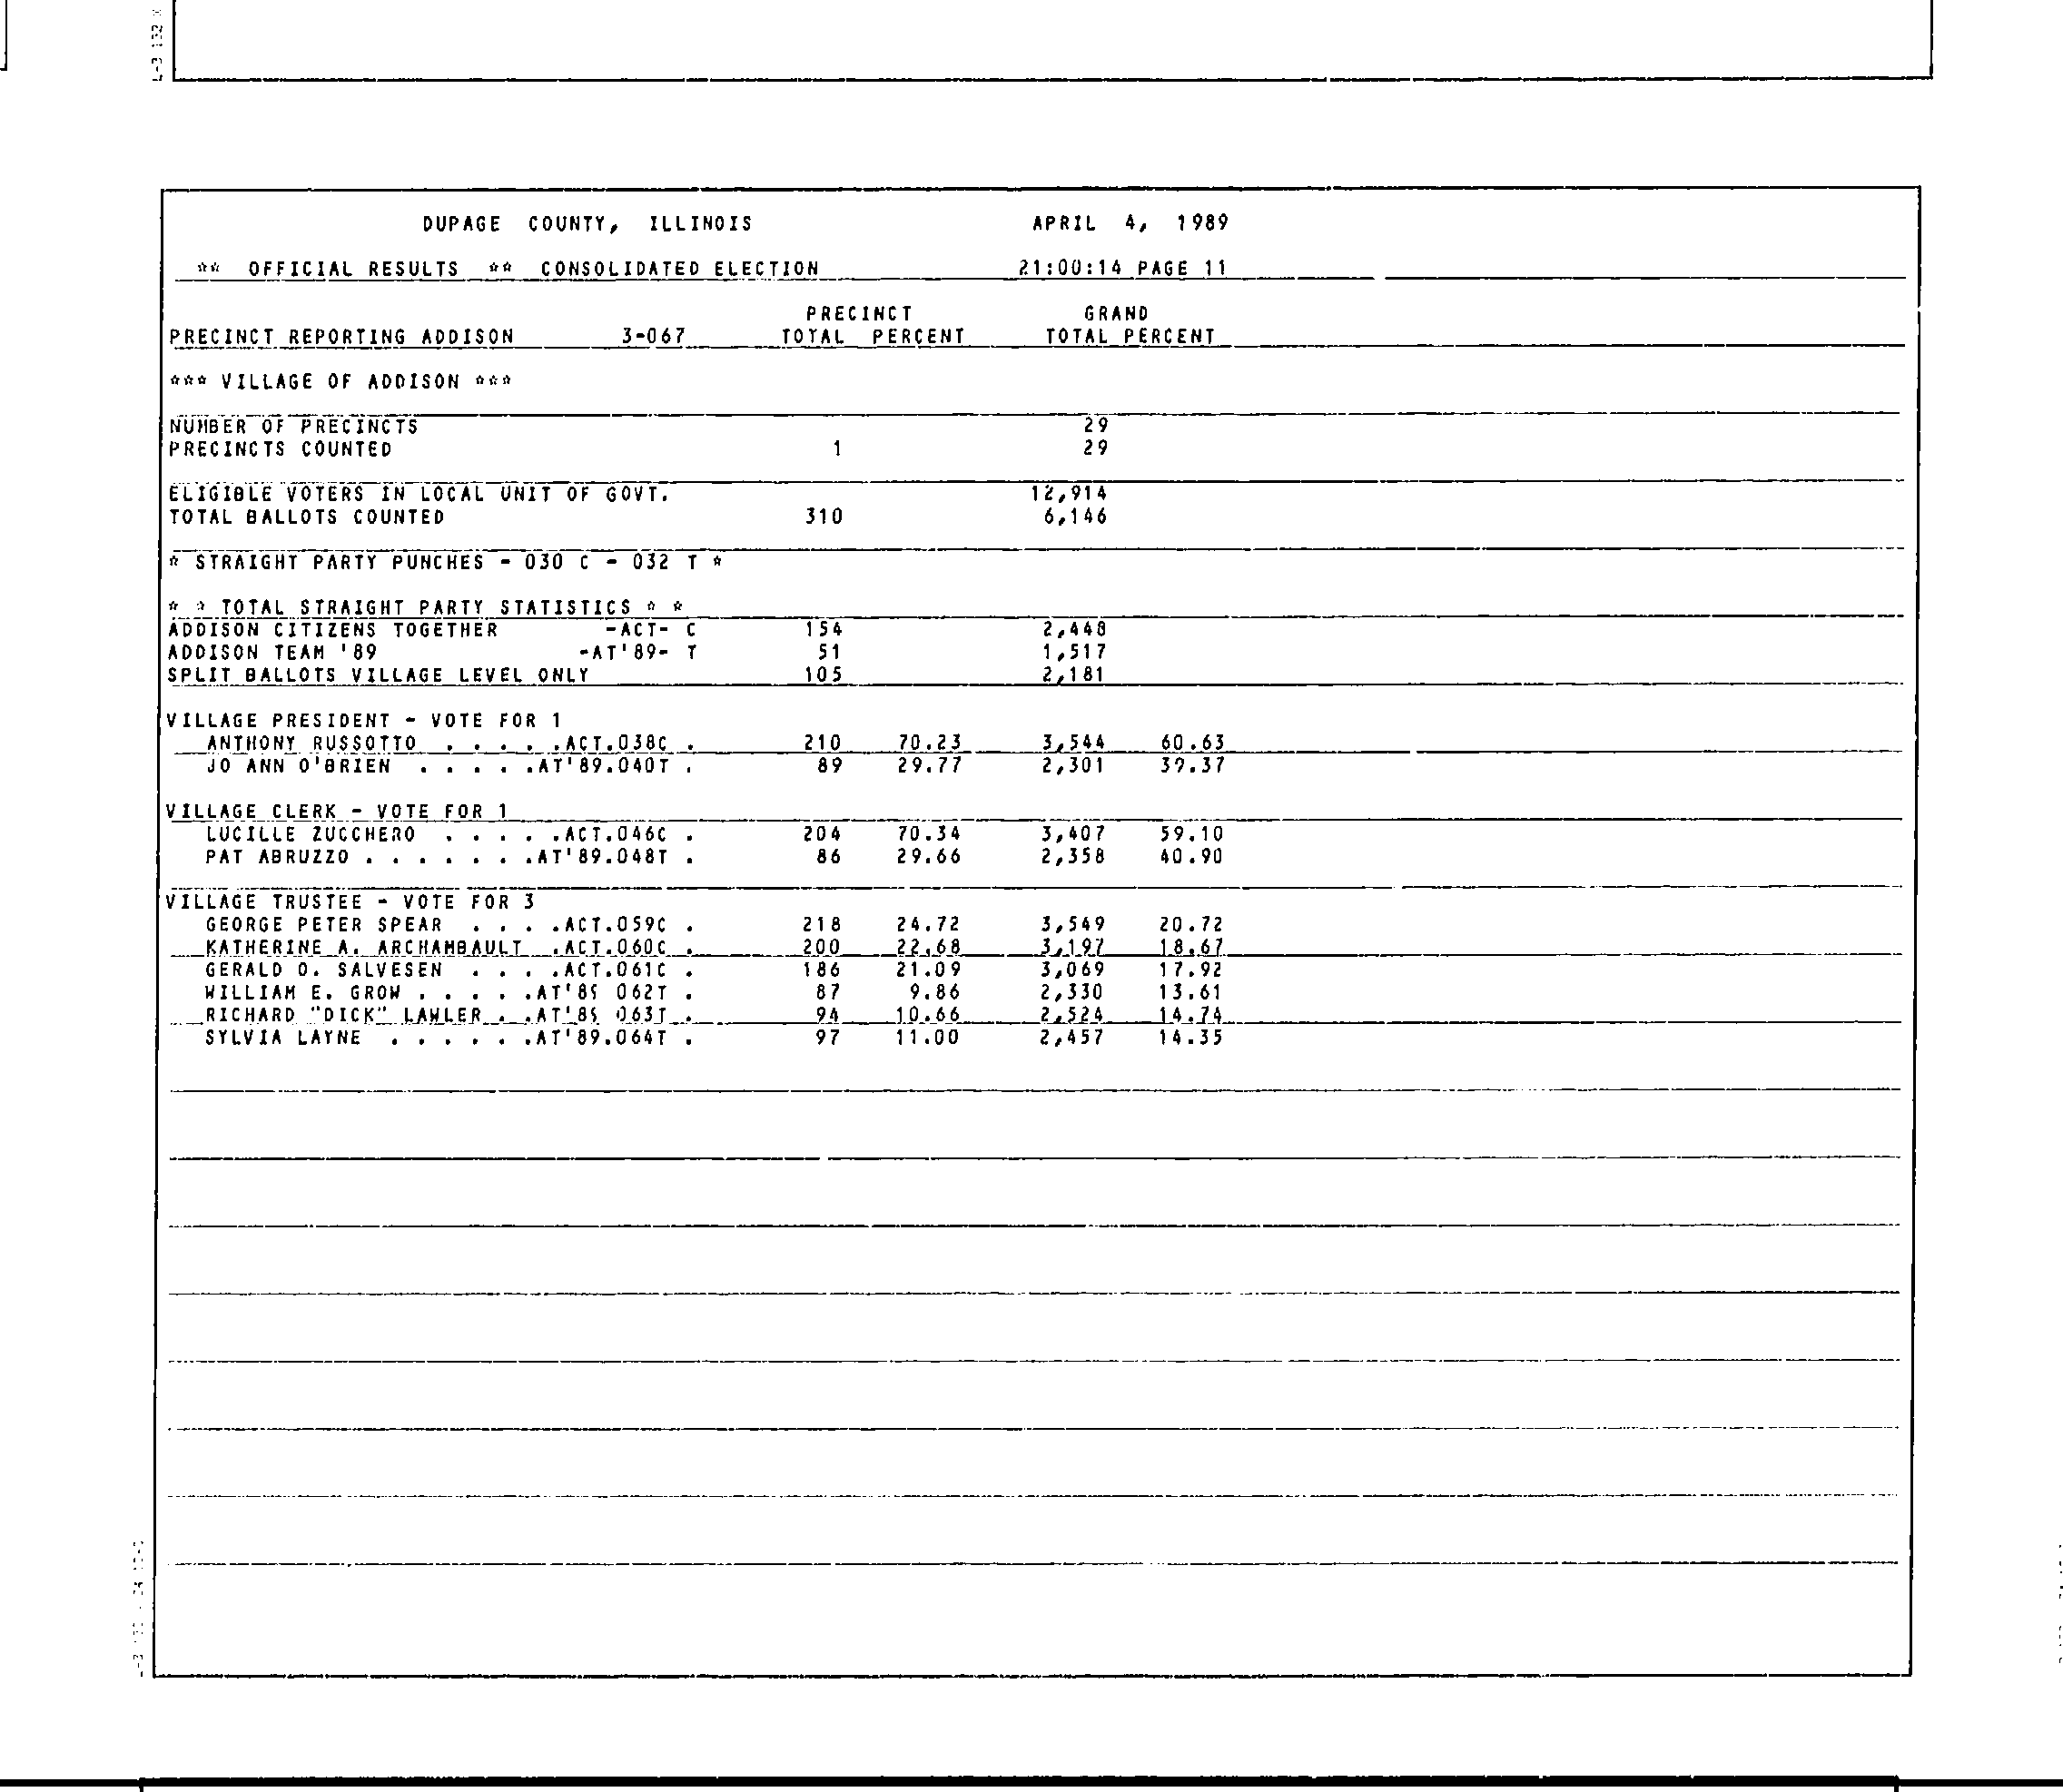 DUPAGE COUNTY, ILLINOIS APRIL 4, 1989
** OFFICIAL RESULTS ** CONSOLIDATED ELECTION 21:00:14 PAGE 11
PRECINCT GRAND
PRECINCT REPORTING ADDISON 3-067 TOTAL PERCENT TOTAL PERCENT
*** VILLAGE OF ADDISON ***
NUMBER OF PRECINCTS 29
PRECINCTS COUNTED 1 29
ELIGIBLE VOTERS IN LOCAL UNIT OF GOVT. 12,914
TOTAL BALLOTS COUNTED 310 6,146
* STRAIGHT PARTY PUNCHES - 030 C - 032 T *
* * TOTAL STRAIGHT PARTY STATISTICS * *
ADDISON CITIZENS TOGETHER -ACT- C 154 2,448
ADDISON TEAM '89 -AT'89- T 51 1,517
SPLIT BALLOTS VILLAGE LEVEL ONLY 105 2,181
VILLAGE PRESIDENT - VOTE FOR 1
ANTHONY RUSSOTTO . . . . .ACT.038C . 210 70.23 3,544 60.63
JO ANN O'BRIEN . . . . .AT'89.040T . 89 29.77 2,301 39.37
VILLAGE CLERK - VOTE FOR 1
LUCILLE ZUCCHERO . . . . .ACT.046C . 204 70.34 3,407 59.10
PAT ABRUZZO . . . . . . .AT'89.048T . 86 29.66 2,358 40.90
VILLAGE TRUSTEE - VOTE FOR 3
GEORGE PETER SPEAR . . . .ACT.059C . 218 24.72 3,549 20.72
KATHERINE A. ARCHAMBAULT .ACT.060C . 200 22.68 3,197 18.67
GERALD O. SALVESEN . . . .ACT.061C . 186 21.09 3,069 17.92
WILLIAM E. GROW . . . . .AT'89 062T . 87 9.86 2,330 13.61
RICHARD "DICK" LAWLER . .AT'89 063T . 94 10.66 2,524 14.74
SYLVIA LAYNE . . . . . .AT'89.064T . 97 11.00 2,457 14.35